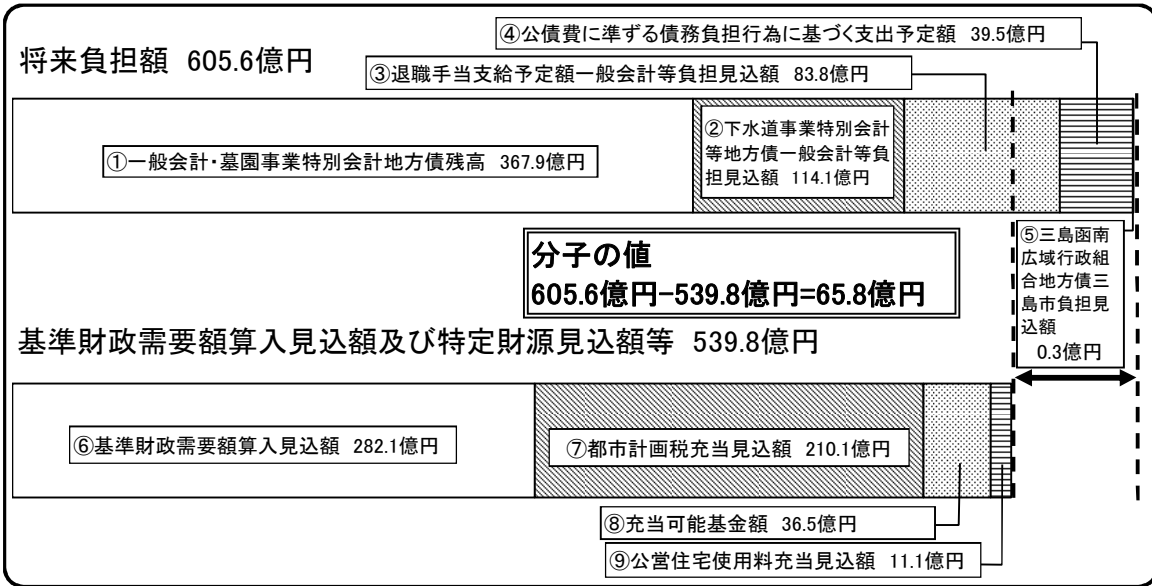 ④公債費に準ずる債務負担行為に基づく支出予定額 39.5億円
将来負担額 605.6億円
③退職手当支給予定額一般会計等負担見込額 83.8億円
①一般会計・墓園事業特別会計地方債残高 367.9億円
②下水道事業特別会計
等地方債一般会計等負
担見込額 114.1億円
⑤三島函南
広域行政組
合地方債三
島市負担見
込額
0.3億円
分子の値
605.6億円−539.8億円=65.8億円
基準財政需要額算入見込額及び特定財源見込額等 539.8億円
⑥基準財政需要額算入見込額 282.1億円
⑦都市計画税充当見込額 210.1億円
⑧充当可能基金額 36.5億円
⑨公営住宅使用料充当見込額 11.1億円